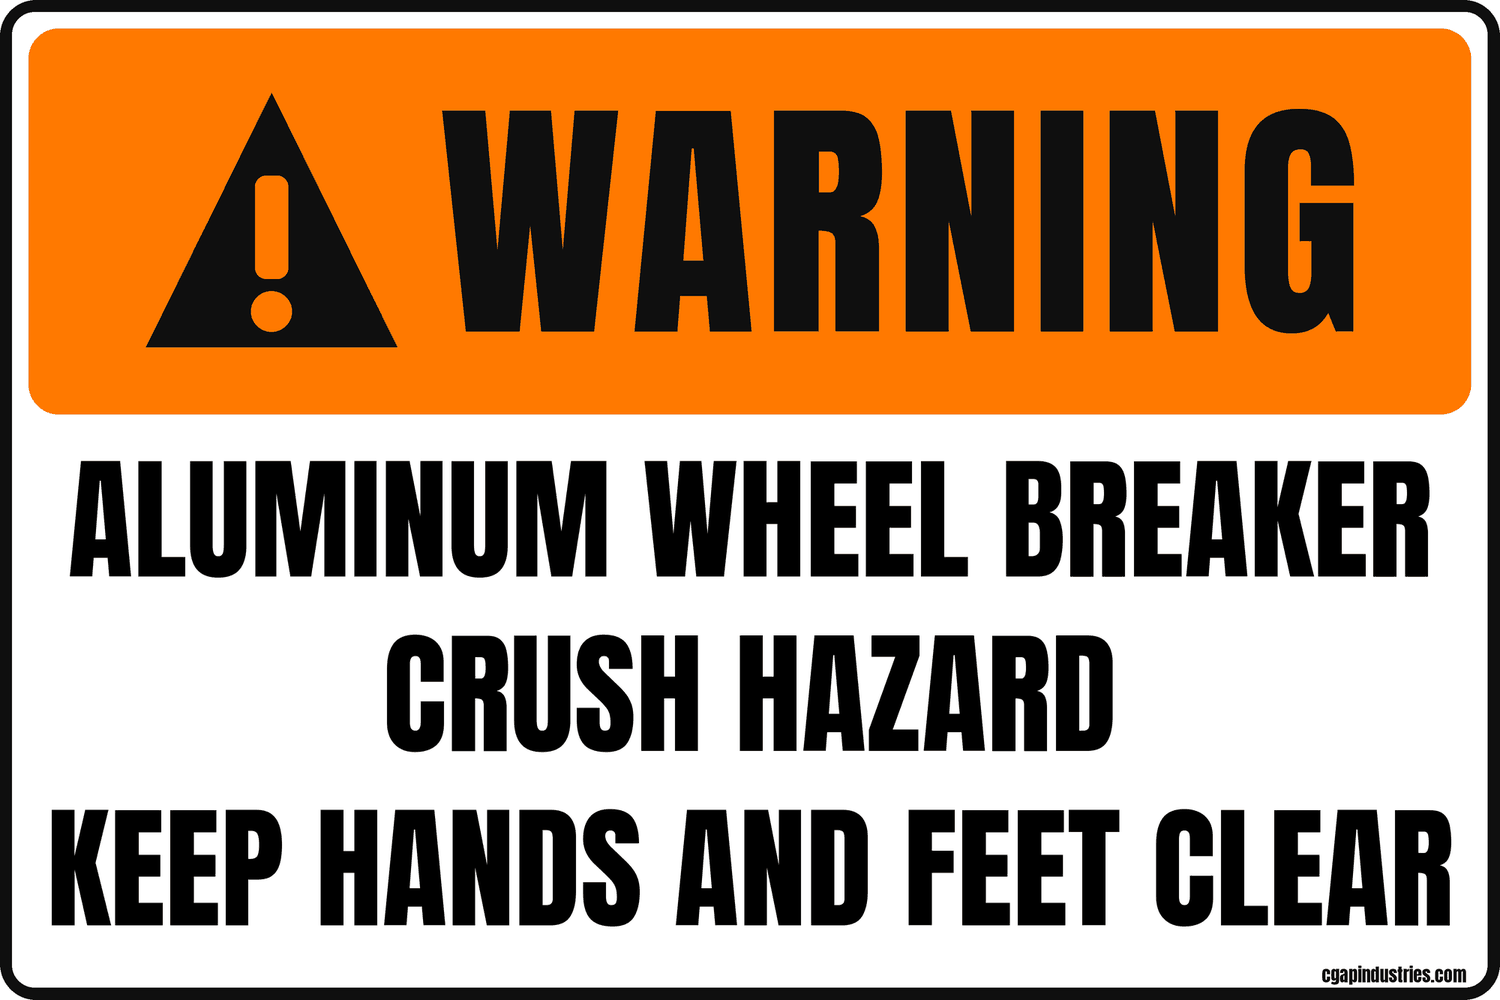 WARNING
ALUMINUM WHEEL BREAKER
CRUSH HAZARD
KEEP HANDS AND FEET CLEAR
cgapindustries.com